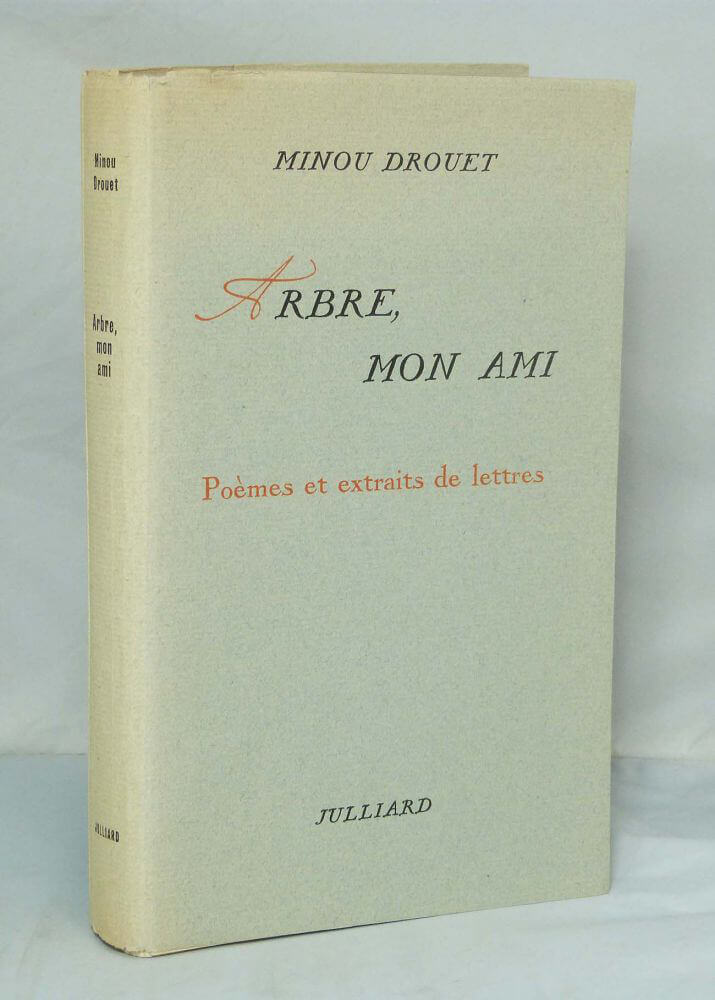 Minou
Drouet
Arbre,
mon
ami
JULLIARD
MINOU DROUET
ARBRE,
MON AMI
Poèmes et extraits de lettres
JULLIARD